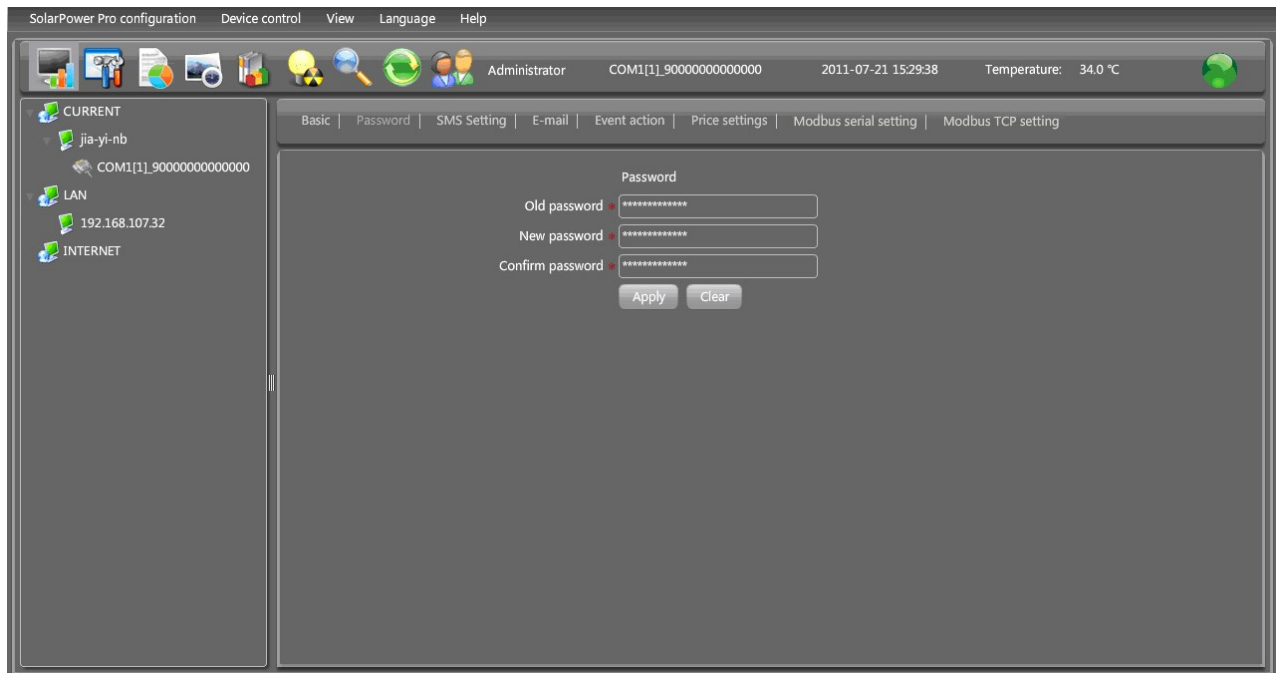 SolarPower Pro configuration Device control View Language Help
Administrator COM1[1]_90000000000000 2011-07-21 15:29:38 Temperature: 34.0 ℃
CURRENT
jia-yi-nb
COM1[1]_90000000000000
LAN
192.168.107.32
INTERNET
Basic | Password | SMS Setting | E-mail | Event action | Price settings | Modbus serial setting | Modbus TCP setting
Password
Old password * *************
New password * *************
Confirm password * *************
Apply Clear